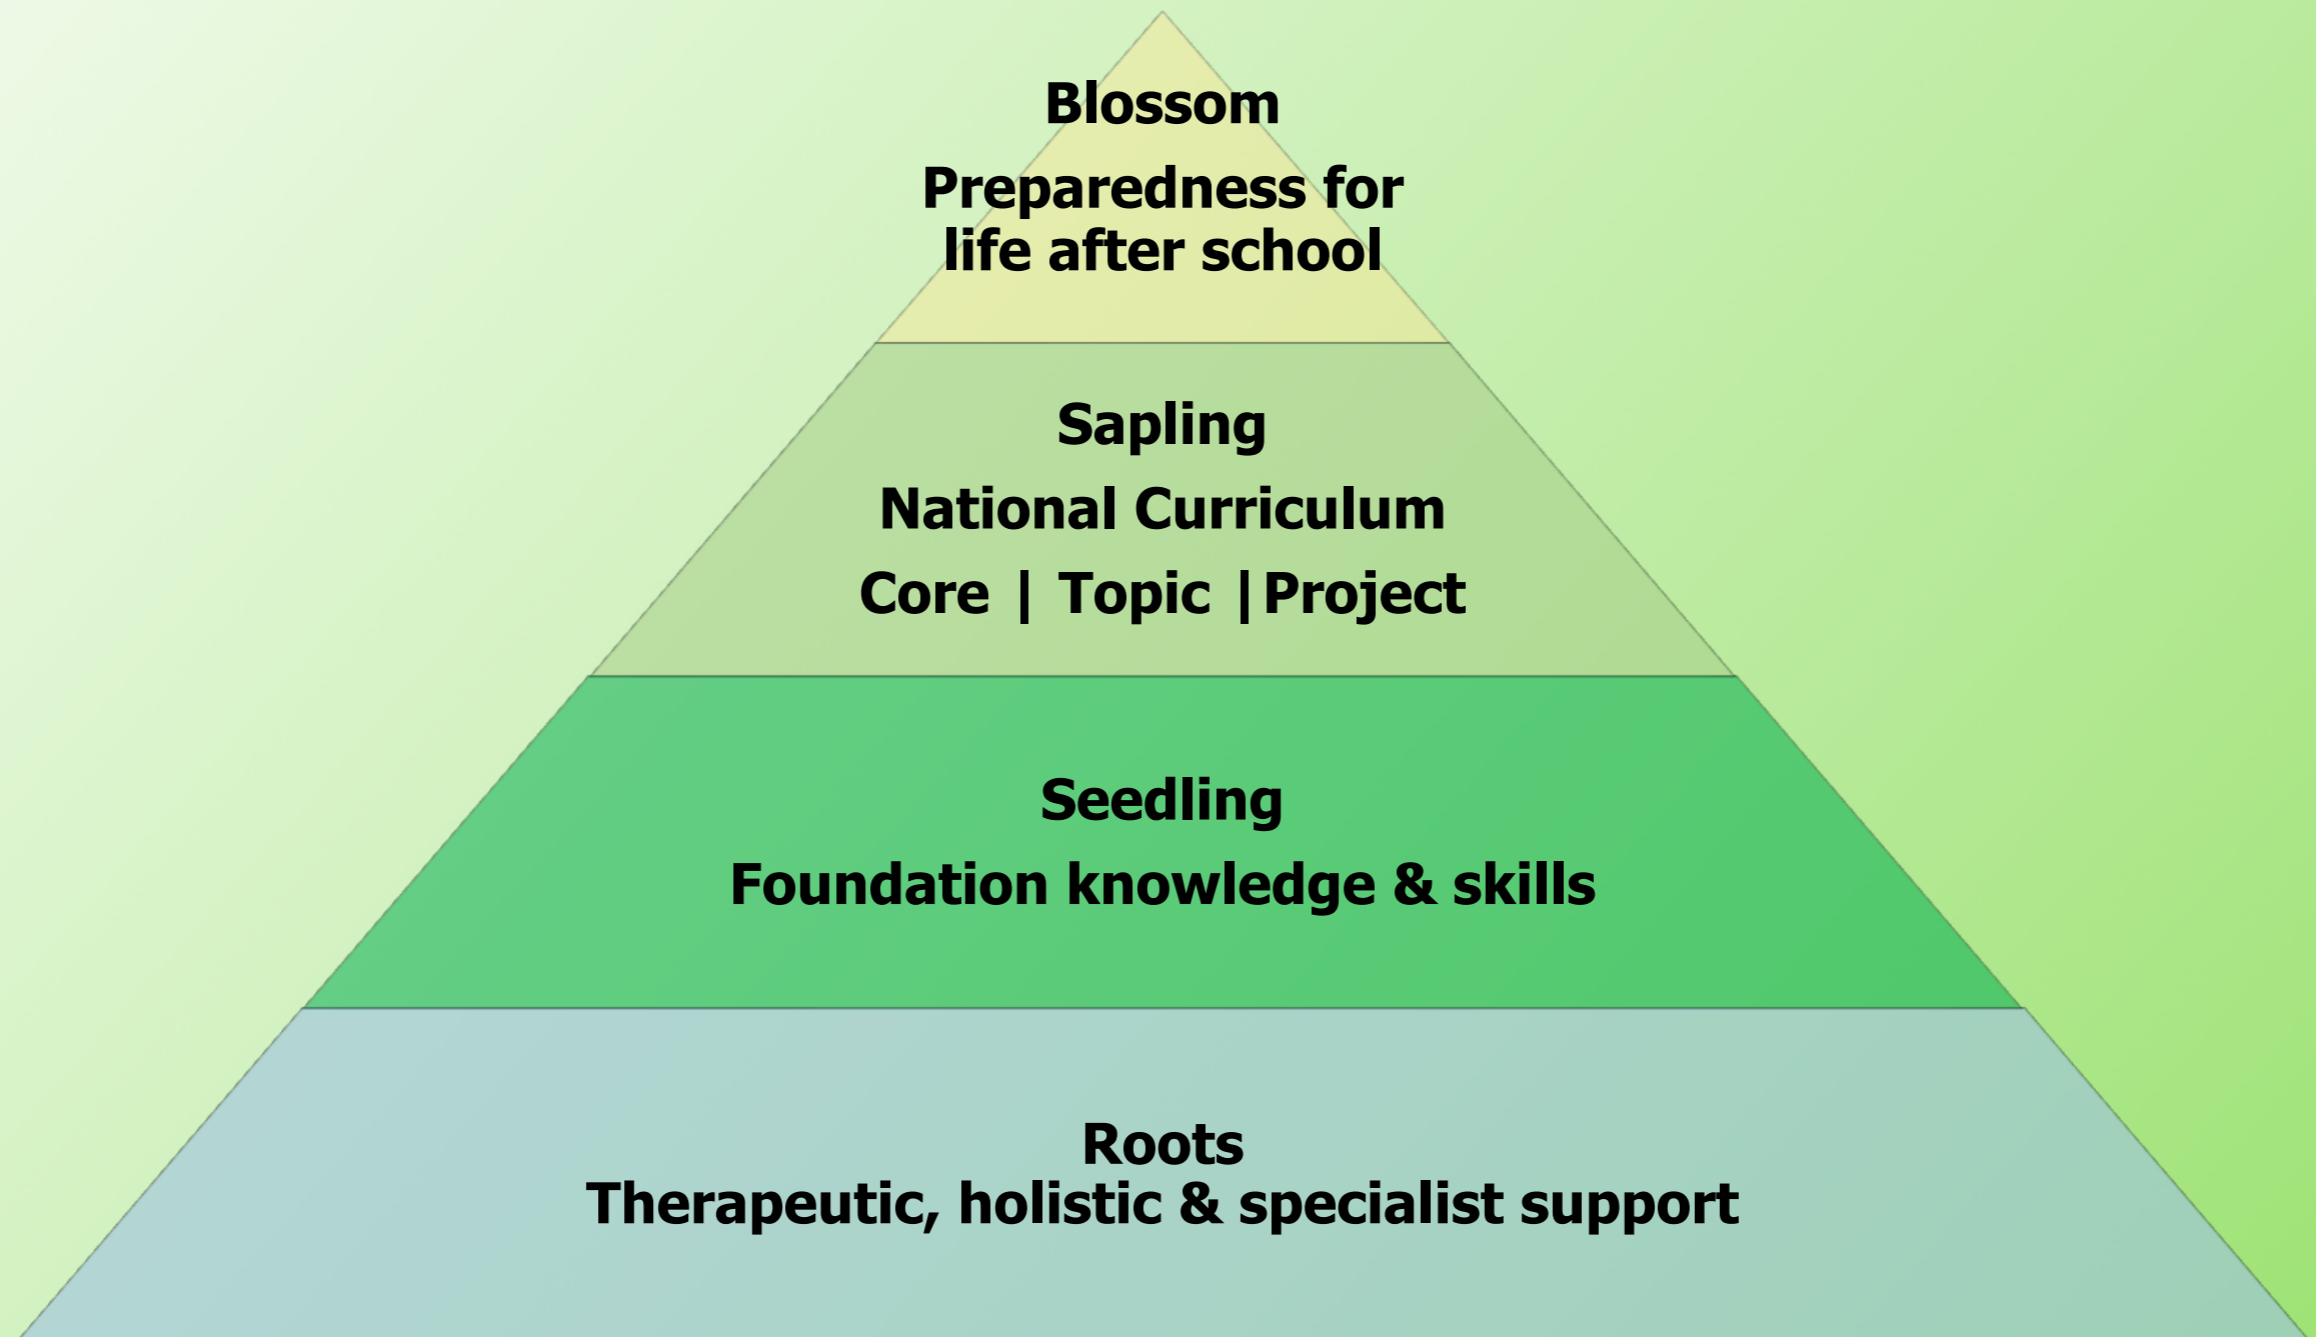 Blossom
Preparedness for
life after school
Sapling
National Curriculum
Core | Topic |Project
Seedling
Foundation knowledge & skills
Roots
Therapeutic, holistic & specialist support